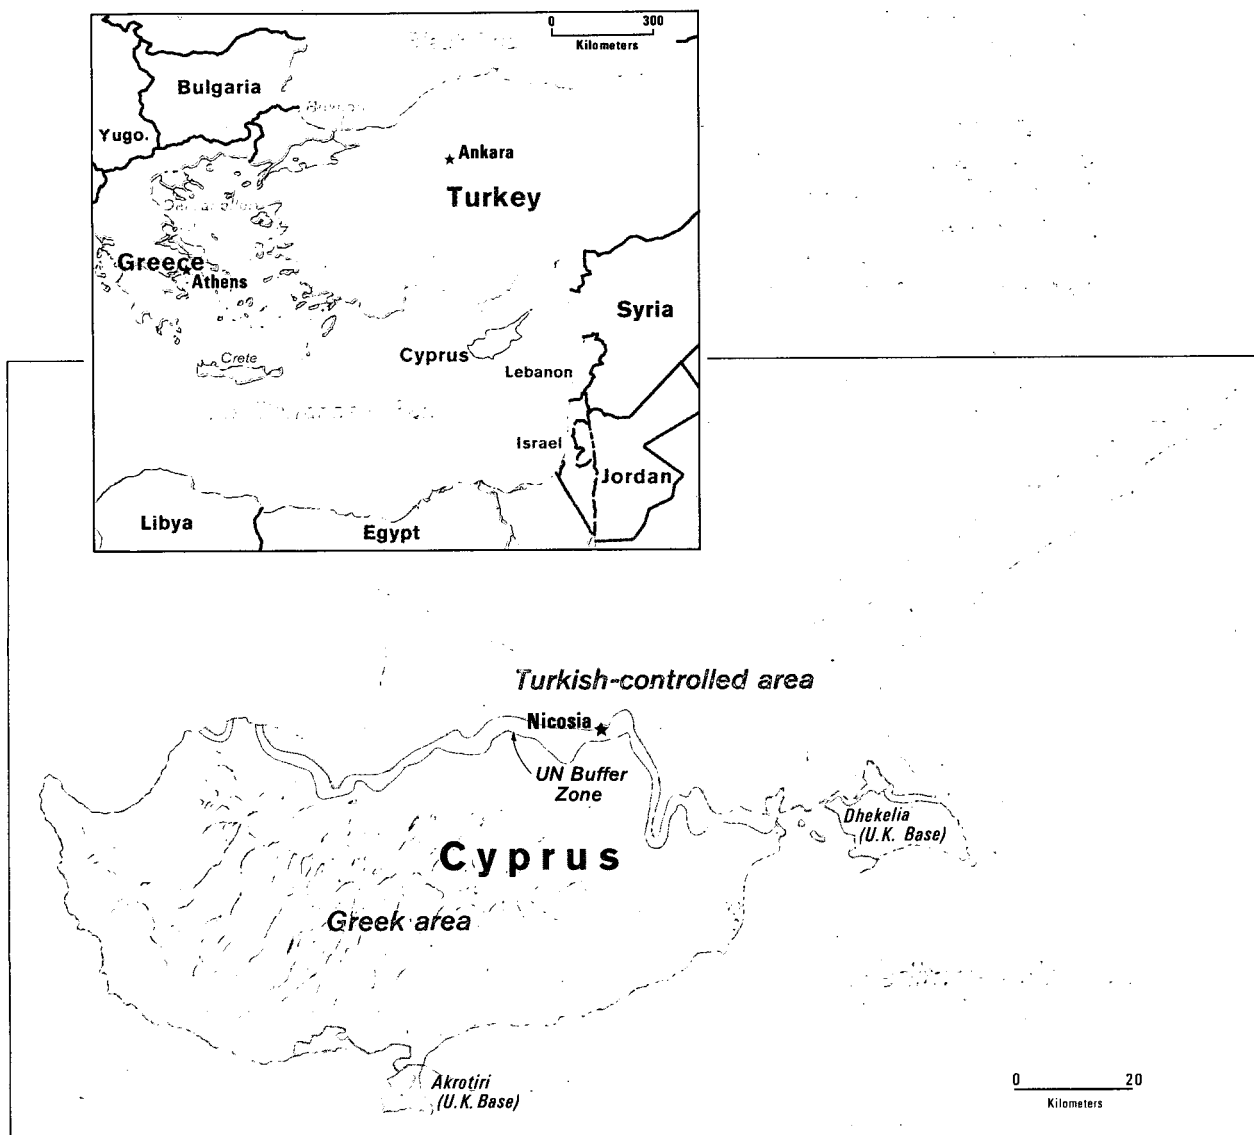 0 300
Kilometers
Bulgaria
Yugo.
Ankara
Turkey
Greece
Athens
Syria
Cyprus
Crete
Lebanon
Israel
Jordan
Libya
Egypt
Turkish-controlled area
Nicosia
UN Buffer
Zone
Dhekelia
(U.K. Base)
Cyprus
Greek area
Akrotiri
(U.K. Base)
0 20
Kilometers